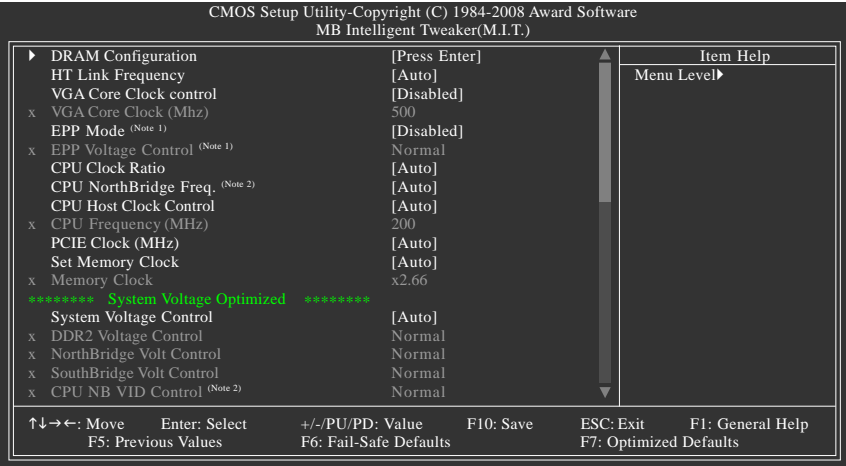 CMOS Setup Utility-Copyright (C) 1984-2008 Award Software
MB Intelligent Tweaker(M.I.T.)
DRAM Configuration [Press Enter]
HT Link Frequency [Auto]
VGA Core Clock control [Disabled]
x VGA Core Clock (Mhz) 500
EPP Mode (Note 1) [Disabled]
x EPP Voltage Control (Note 1) Normal
CPU Clock Ratio [Auto]
CPU NorthBridge Freq. (Note 2) [Auto]
CPU Host Clock Control [Auto]
x CPU Frequency (MHz) 200
PCIE Clock (MHz) [Auto]
Set Memory Clock [Auto]
x Memory Clock x2.66
******** System Voltage Optimized ********
System Voltage Control [Auto]
x DDR2 Voltage Control Normal
x NorthBridge Volt Control Normal
x SouthBridge Volt Control Normal
x CPU NB VID Control (Note 2) Normal
Item Help
Menu Level
↑↓→←: Move Enter: Select +/-/PU/PD: Value F10: Save ESC: Exit F1: General Help
F5: Previous Values F6: Fail-Safe Defaults F7: Optimized Defaults